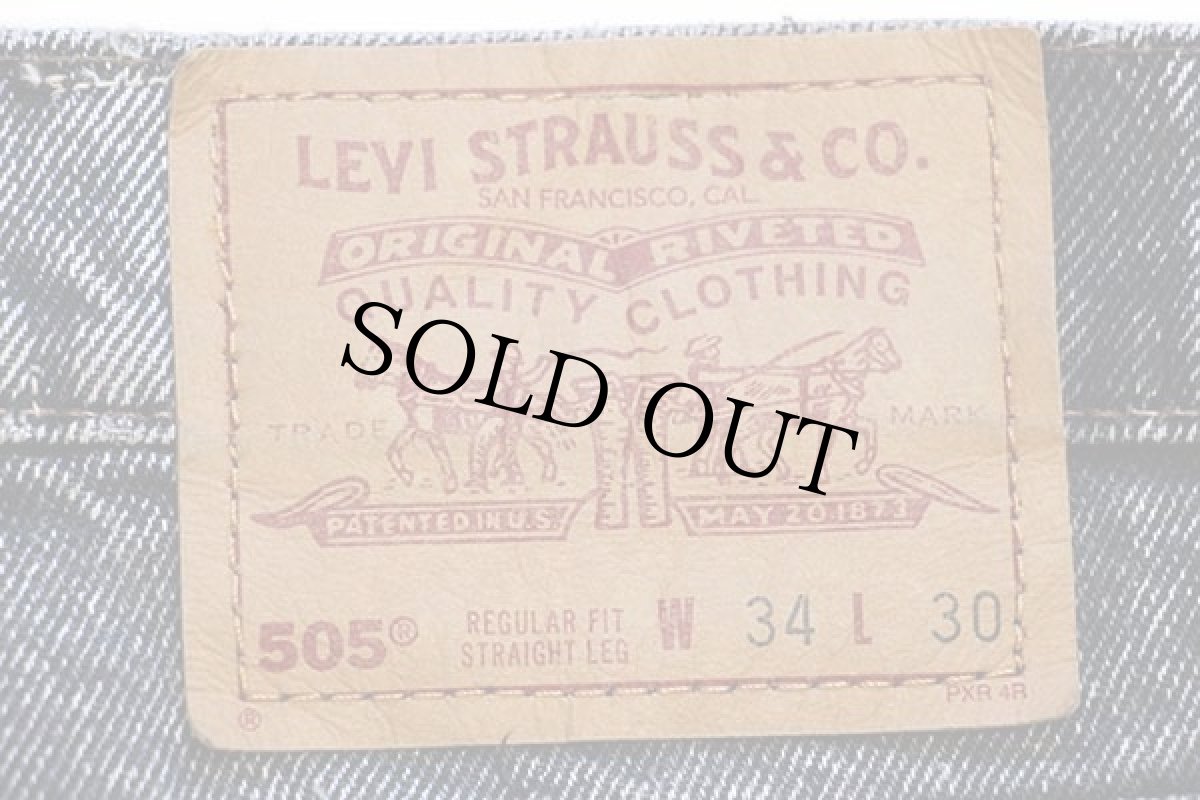 LEVI STRAUSS & CO.
SAN FRANCISCO, CAL.
ORIGINAL RIVETED
QUALITY CLOTHING
SOLD OUT
TRADE MARK
PATENTED IN U.S. MAY 20.1873
505® REGULAR FIT STRAIGHT LEG W 34 L 30
® PXR 4R